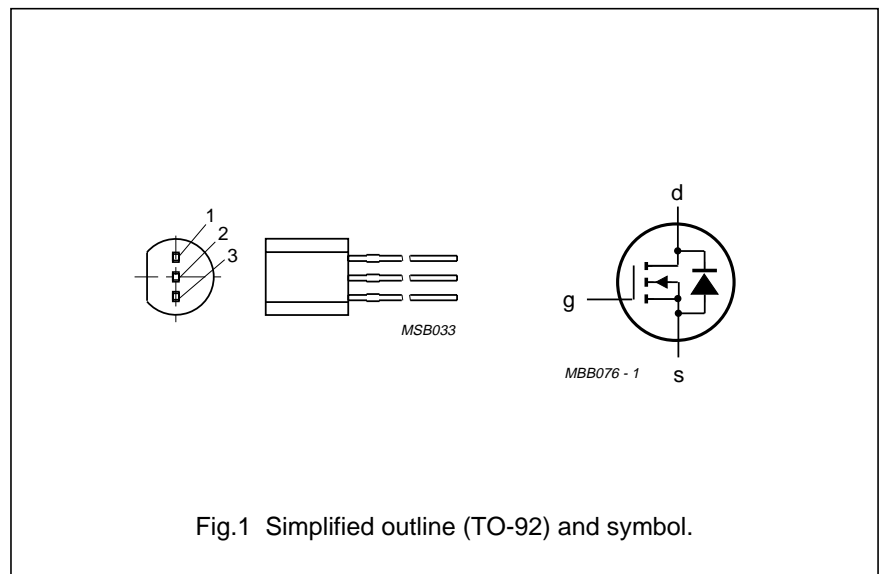 1
2
3
MSB033
d
g
MBB076 - 1
s
Fig.1 Simplified outline (TO-92) and symbol.